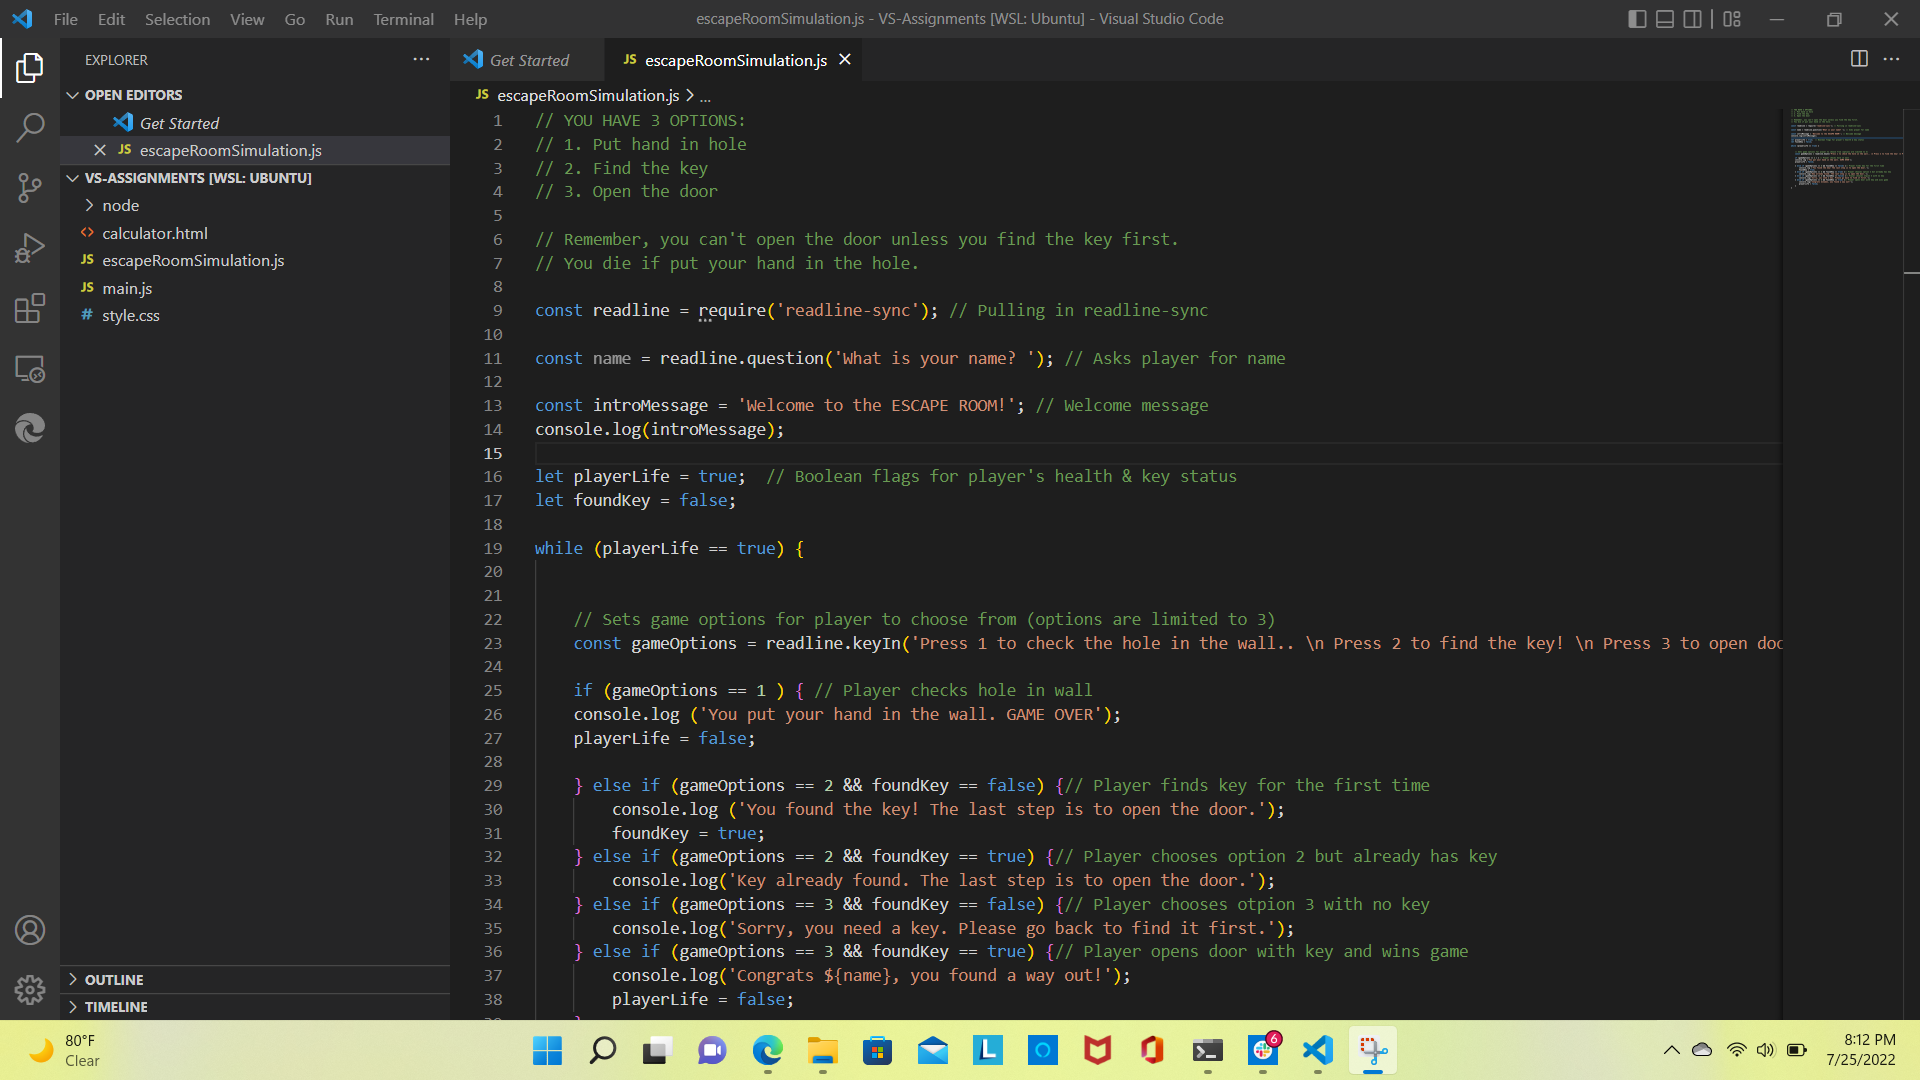 File Edit Selection View Go Run Terminal Help
escapeRoomSimulation.js - VS-Assignments [WSL: Ubuntu] - Visual Studio Code
EXPLORER
OPEN EDITORS
Get Started
JS escapeRoomSimulation.js
VS-ASSIGNMENTS [WSL: UBUNTU]
node
<> calculator.html
JS escapeRoomSimulation.js
JS main.js
# style.css
OUTLINE
TIMELINE
Get Started
JS escapeRoomSimulation.js
JS escapeRoomSimulation.js > ...
1 // YOU HAVE 3 OPTIONS:
2 // 1. Put hand in hole
3 // 2. Find the key
4 // 3. Open the door
5
6 // Remember, you can't open the door unless you find the key first.
7 // You die if put your hand in the hole.
8
9 const readline = require('readline-sync'); // Pulling in readline-sync
10
11 const name = readline.question('What is your name? '); // Asks player for name
12
13 const introMessage = 'Welcome to the ESCAPE ROOM!'; // Welcome message
14 console.log(introMessage);
15
16 let playerLife = true;  // Boolean flags for player's health & key status
17 let foundKey = false;
18
19 while (playerLife == true) {
20
21
22     // Sets game options for player to choose from (options are limited to 3)
23     const gameOptions = readline.keyIn('Press 1 to check the hole in the wall.. \n Press 2 to find the key! \n Press 3 to open doo
24
25     if (gameOptions == 1 ) { // Player checks hole in wall
26     console.log ('You put your hand in the wall. GAME OVER');
27     playerLife = false;
28
29     } else if (gameOptions == 2 && foundKey == false) {// Player finds key for the first time
30         console.log ('You found the key! The last step is to open the door.');
31         foundKey = true;
32     } else if (gameOptions == 2 && foundKey == true) {// Player chooses option 2 but already has key
33         console.log('Key already found. The last step is to open the door.');
34     } else if (gameOptions == 3 && foundKey == false) {// Player chooses otpion 3 with no key
35         console.log('Sorry, you need a key. Please go back to find it first.');
36     } else if (gameOptions == 3 && foundKey == true) {// Player opens door with key and wins game
37         console.log('Congrats ${name}, you found a way out!');
38         playerLife = false;
80°F
Clear
6
8:12 PM
7/25/2022